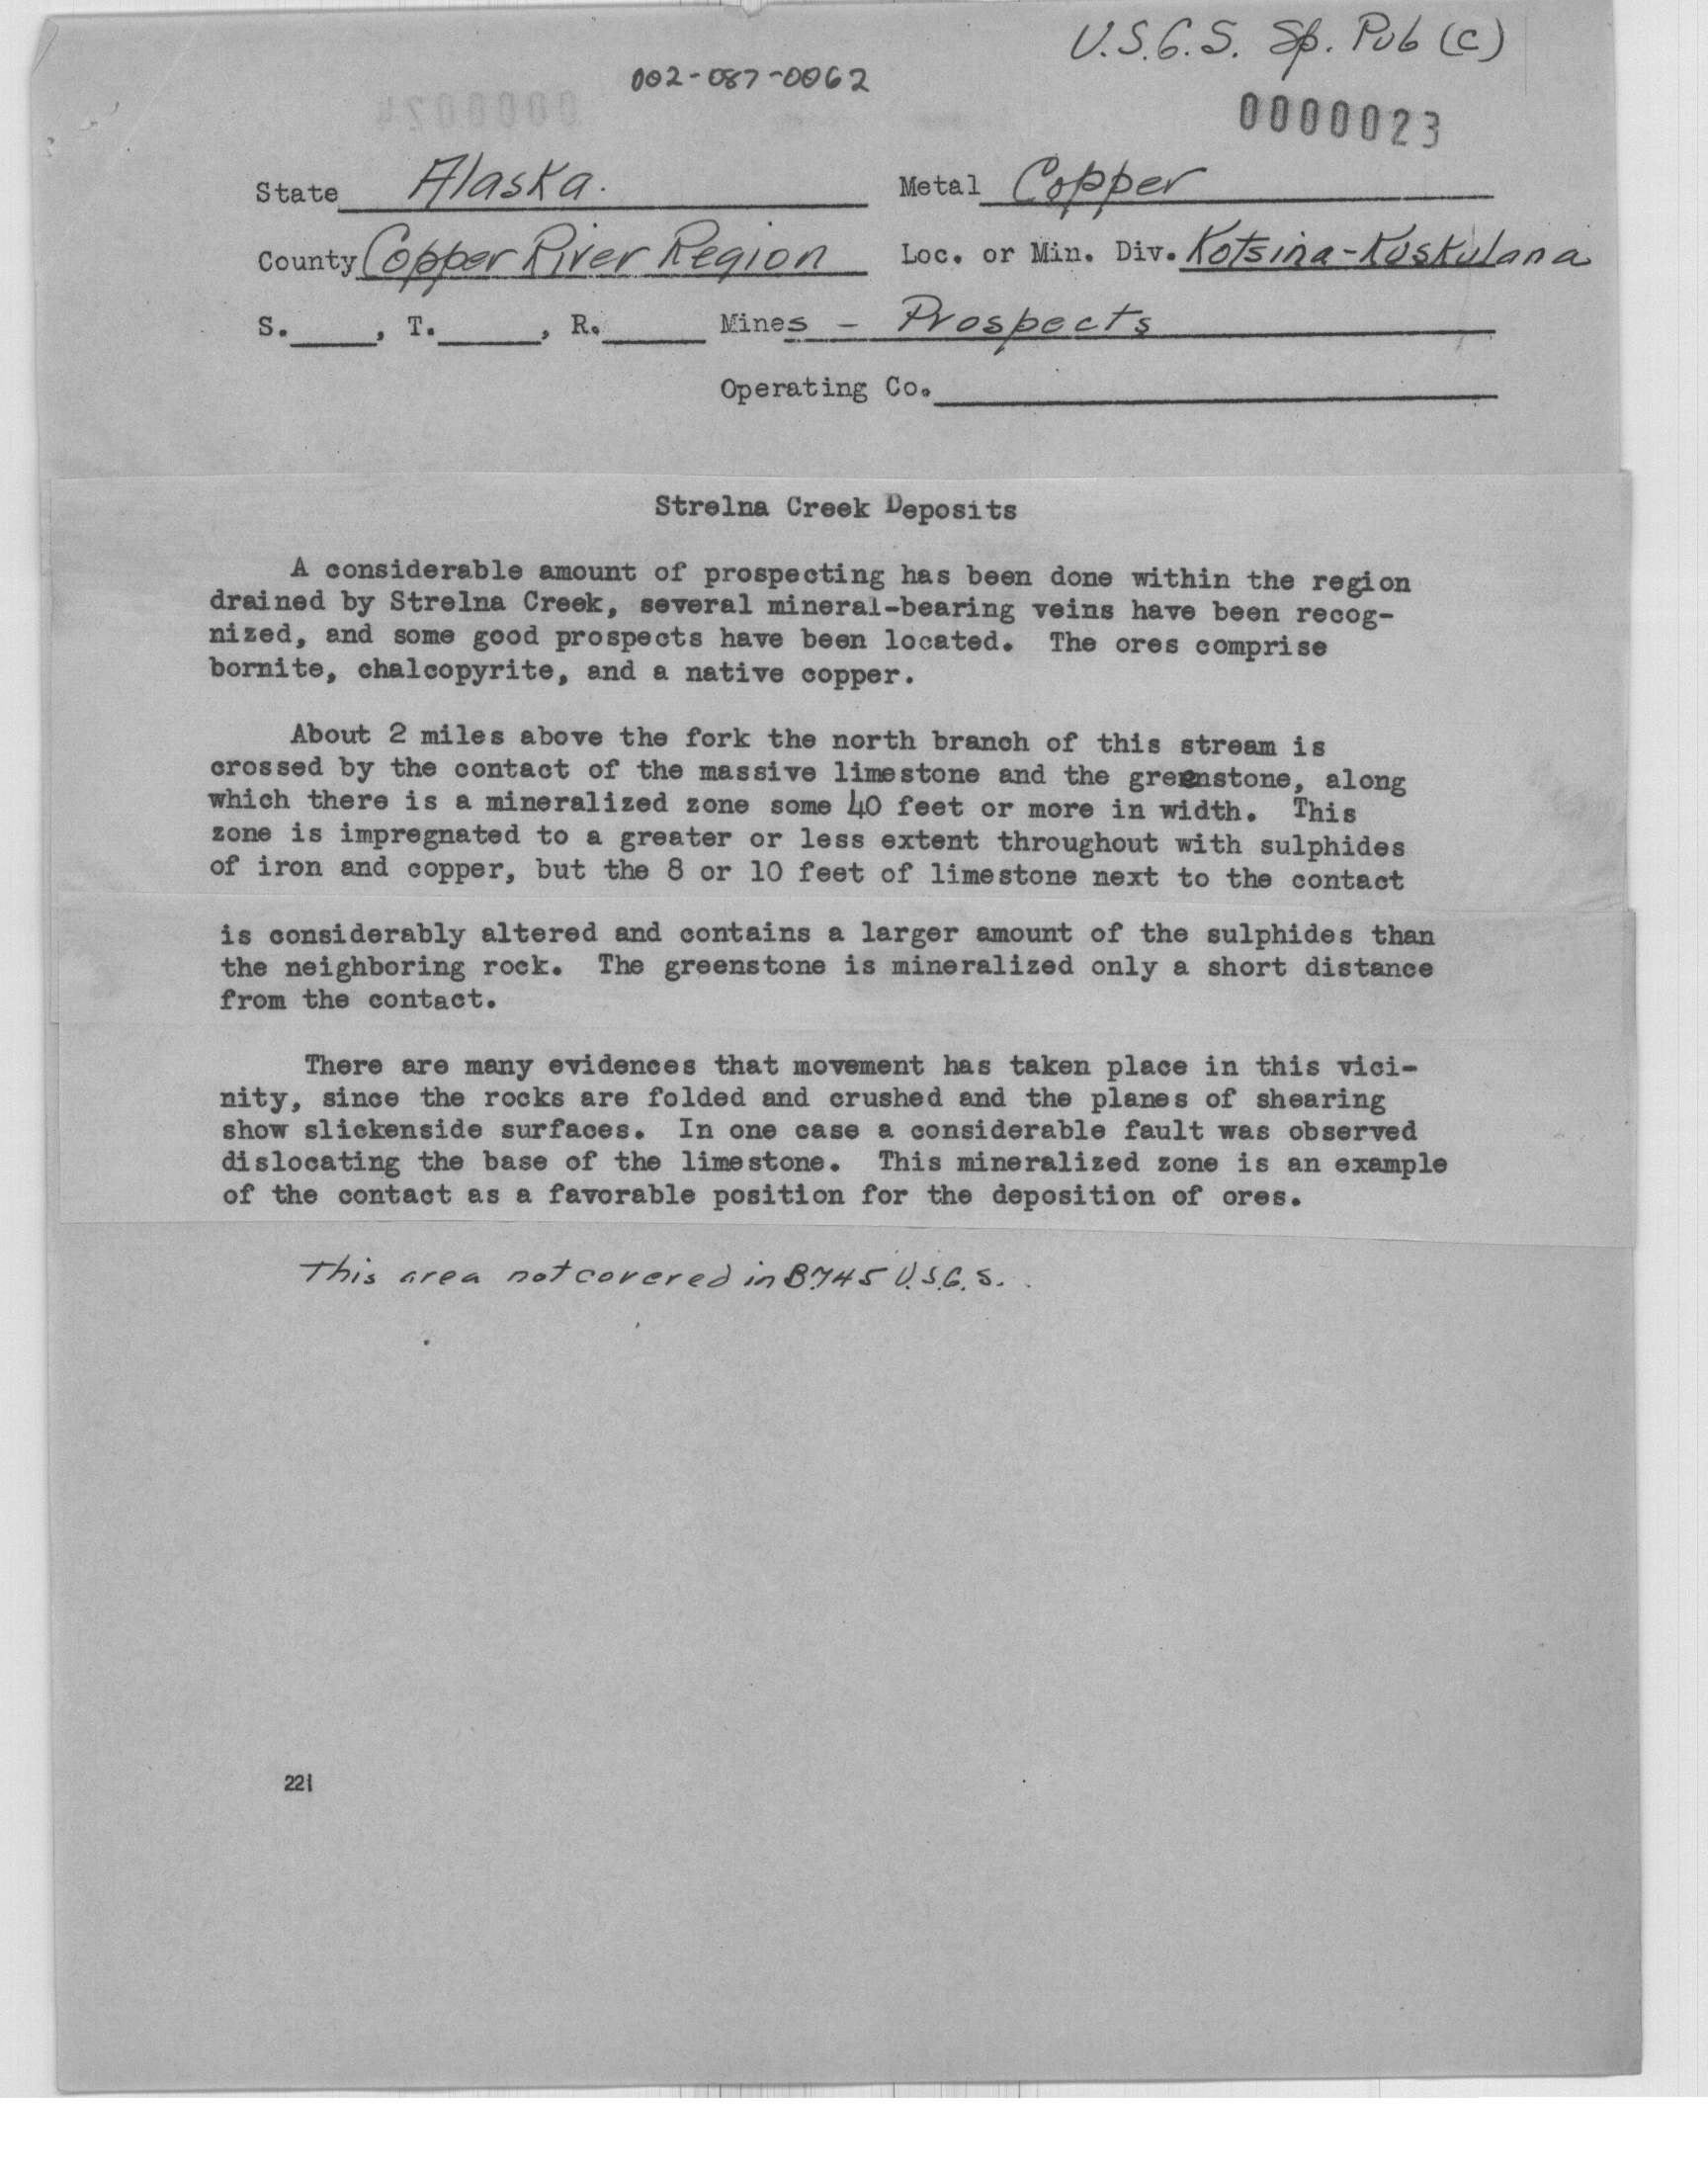 U.S.G.S. Sp. Pub (C)
002-087-0062
0000023
State Alaska. Metal Copper
County Copper River Region Loc. or Min. Div. Kotsina-Kuskulana
S. , T. , R. Mines - Prospects
Operating Co.
Strelna Creek Deposits
A considerable amount of prospecting has been done within the region
drained by Strelna Creek, several mineral-bearing veins have been recog-
nized, and some good prospects have been located. The ores comprise
bornite, chalcopyrite, and a native copper.
About 2 miles above the fork the north branch of this stream is
crossed by the contact of the massive limestone and the greenstone, along
which there is a mineralized zone some 40 feet or more in width. This
zone is impregnated to a greater or less extent throughout with sulphides
of iron and copper, but the 8 or 10 feet of limestone next to the contact
is considerably altered and contains a larger amount of the sulphides than
the neighboring rock. The greenstone is mineralized only a short distance
from the contact.
There are many evidences that movement has taken place in this vici-
nity, since the rocks are folded and crushed and the planes of shearing
show slickenside surfaces. In one case a considerable fault was observed
dislocating the base of the limestone. This mineralized zone is an example
of the contact as a favorable position for the deposition of ores.
This area not covered in B.745 U.S.G.S.
221